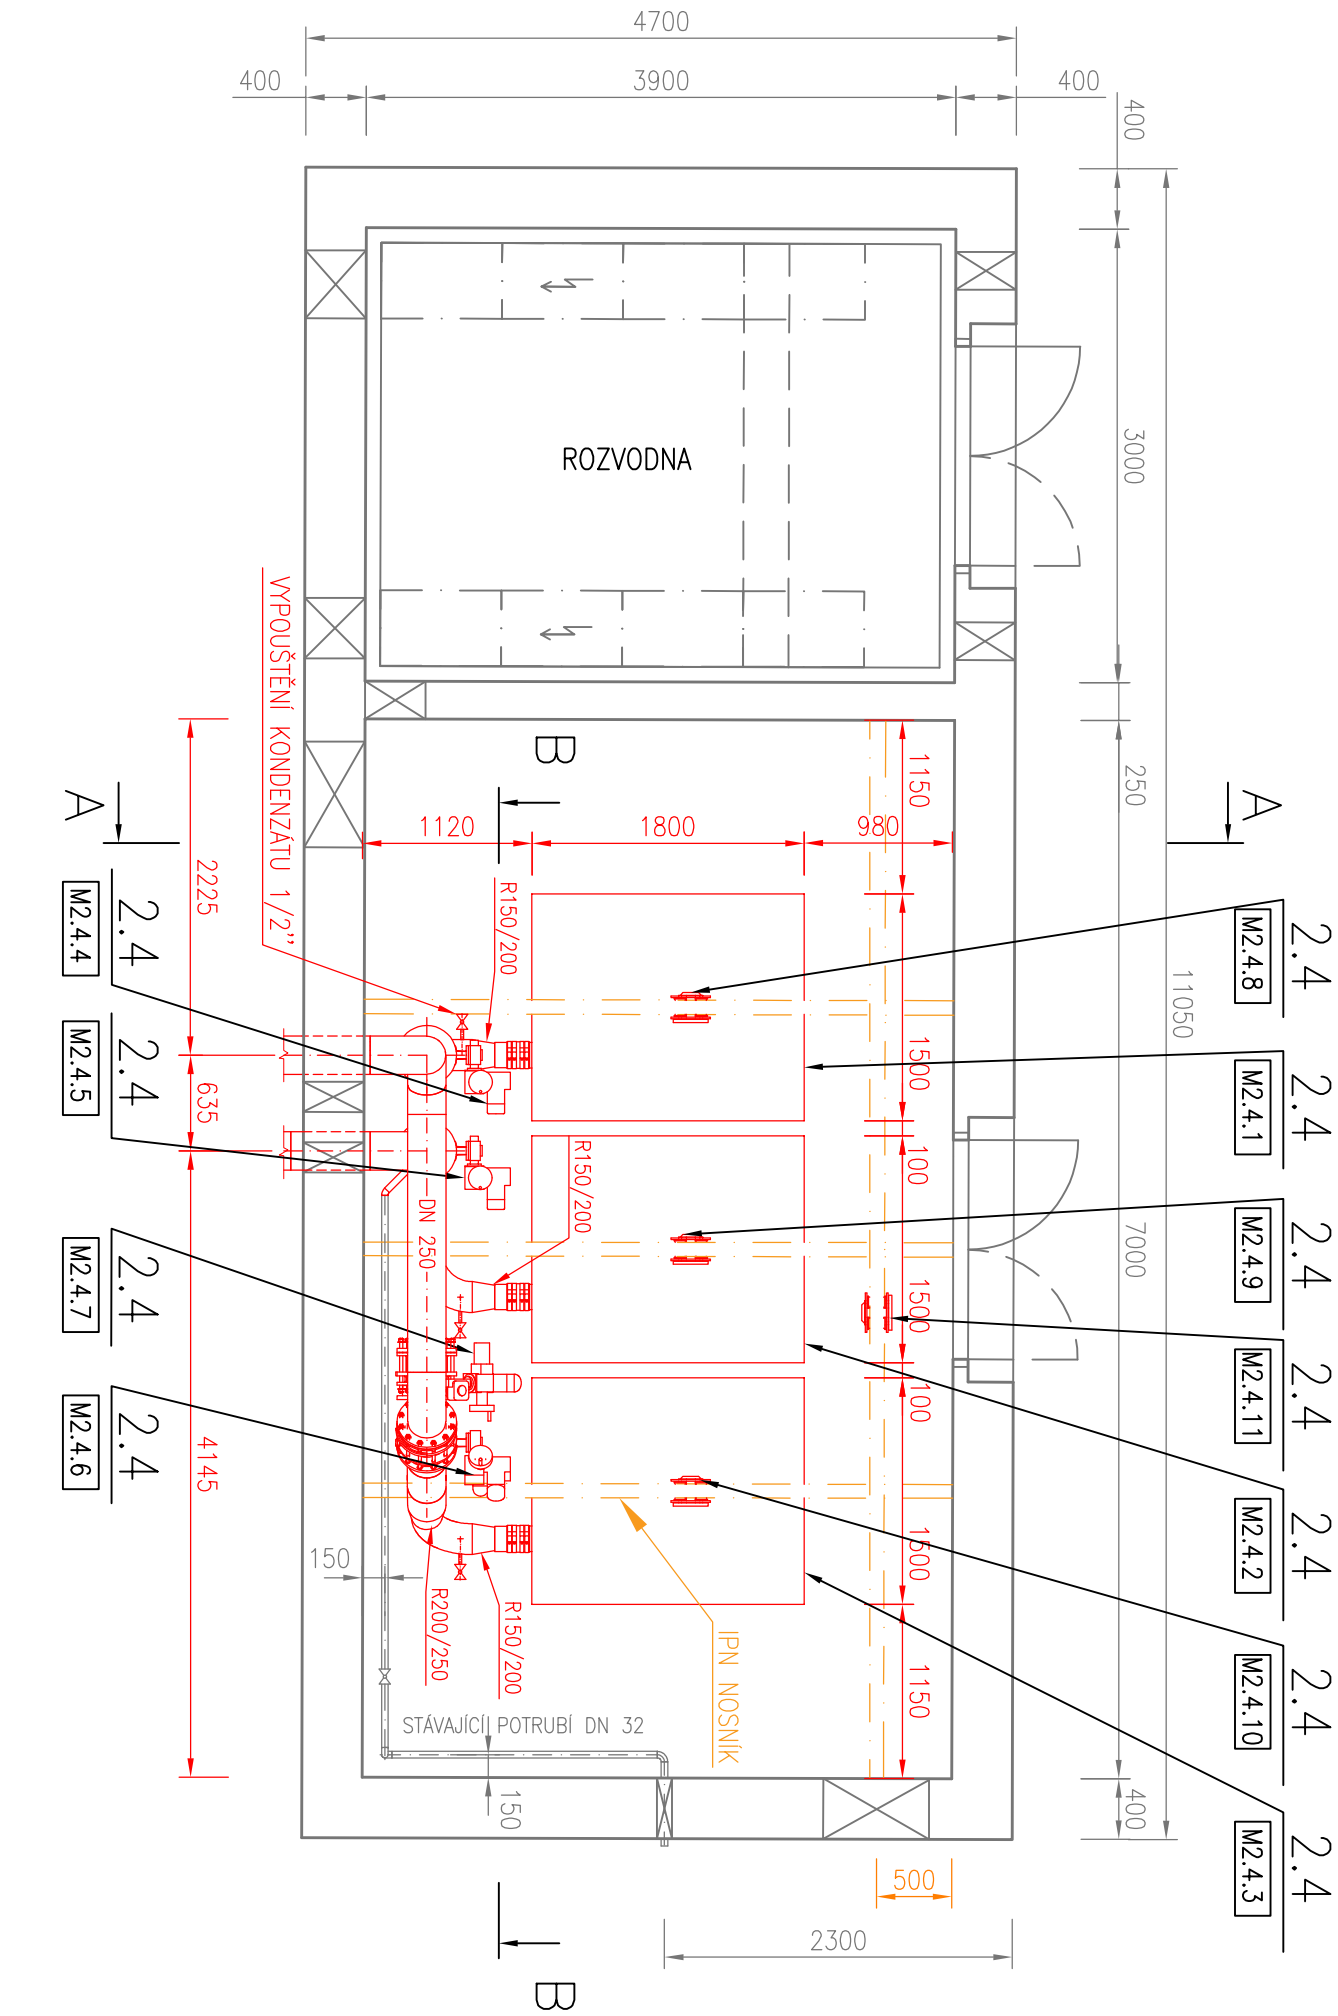 4700
400
3900
400
400
3000
250
11050
7000
400
ROZVODNA
VYPOUŠTĚNÍ KONDENZÁTU 1/2”
B
A
A
1150
1120
1800
980
2225
635
4145
R150/200
1500
100
R150/200
1500
100
DN 250
1500
1150
2.4
M2.4.4
2.4
M2.4.5
2.4
M2.4.7
2.4
M2.4.6
2.4
M2.4.8
2.4
M2.4.1
2.4
M2.4.9
2.4
M2.4.11
2.4
M2.4.2
2.4
M2.4.10
2.4
M2.4.3
150
R200/250
R150/200
IPN NOSNÍK
STÁVAJÍCÍ POTRUBÍ DN 32
150
500
2300
B